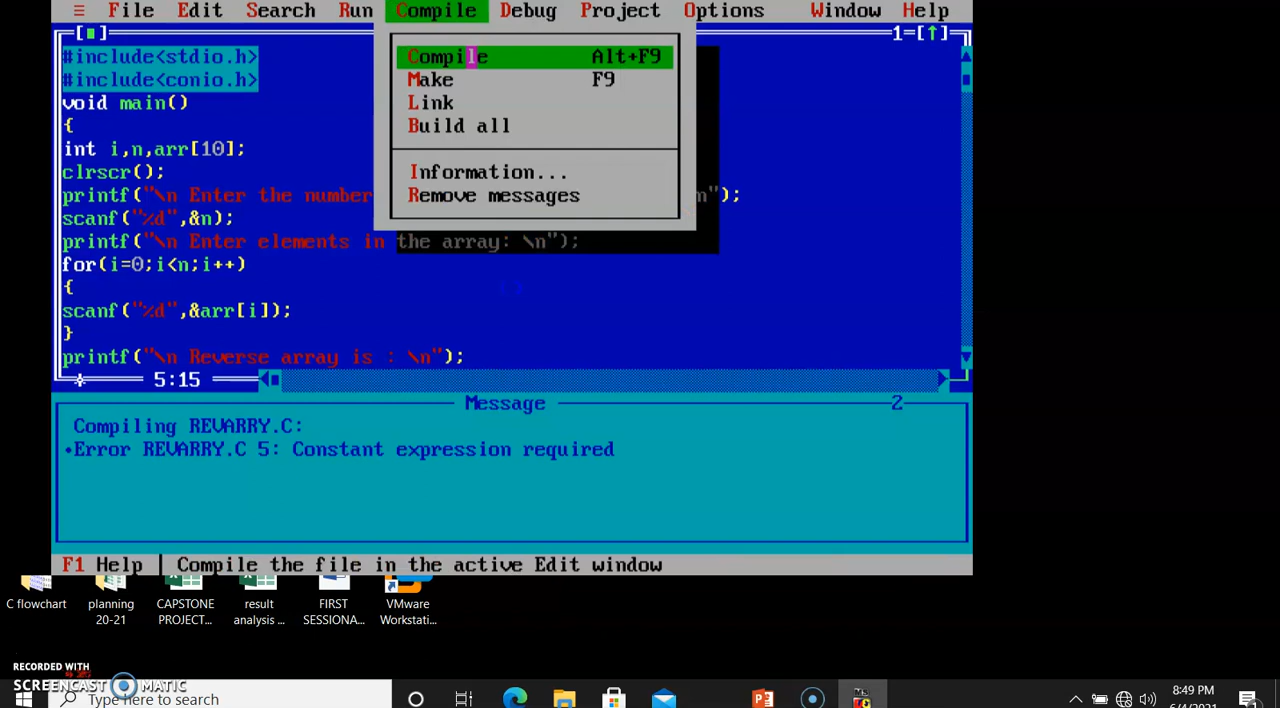 ≡ File Edit Search Run Compile Debug Project Options Window Help
[■] 1=[↑]
Compile Alt+F9
Make F9
Link
Build all
Information...
Remove messages
#include<stdio.h>
#include<conio.h>
void main()
{
int i,n,arr[10];
clrscr();
printf("\n Enter the number n");
scanf("%d",&n);
printf("\n Enter elements in the array: \n");
for(i=0;i<n;i++)
{
scanf("%d",&arr[i]);
}
printf("\n Reverse array is : \n");
5:15
Message 2
Compiling REVARRY.C:
•Error REVARRY.C 5: Constant expression required
F1 Help | Compile the file in the active Edit window
C flowchart
planning
20-21
CAPSTONE
PROJECT...
result
analysis ...
FIRST
SESSIONA...
VMware
Workstati...
RECORDED WITH
SCREENCAST MATIC
Type here to search
8:49 PM
6/4/2021